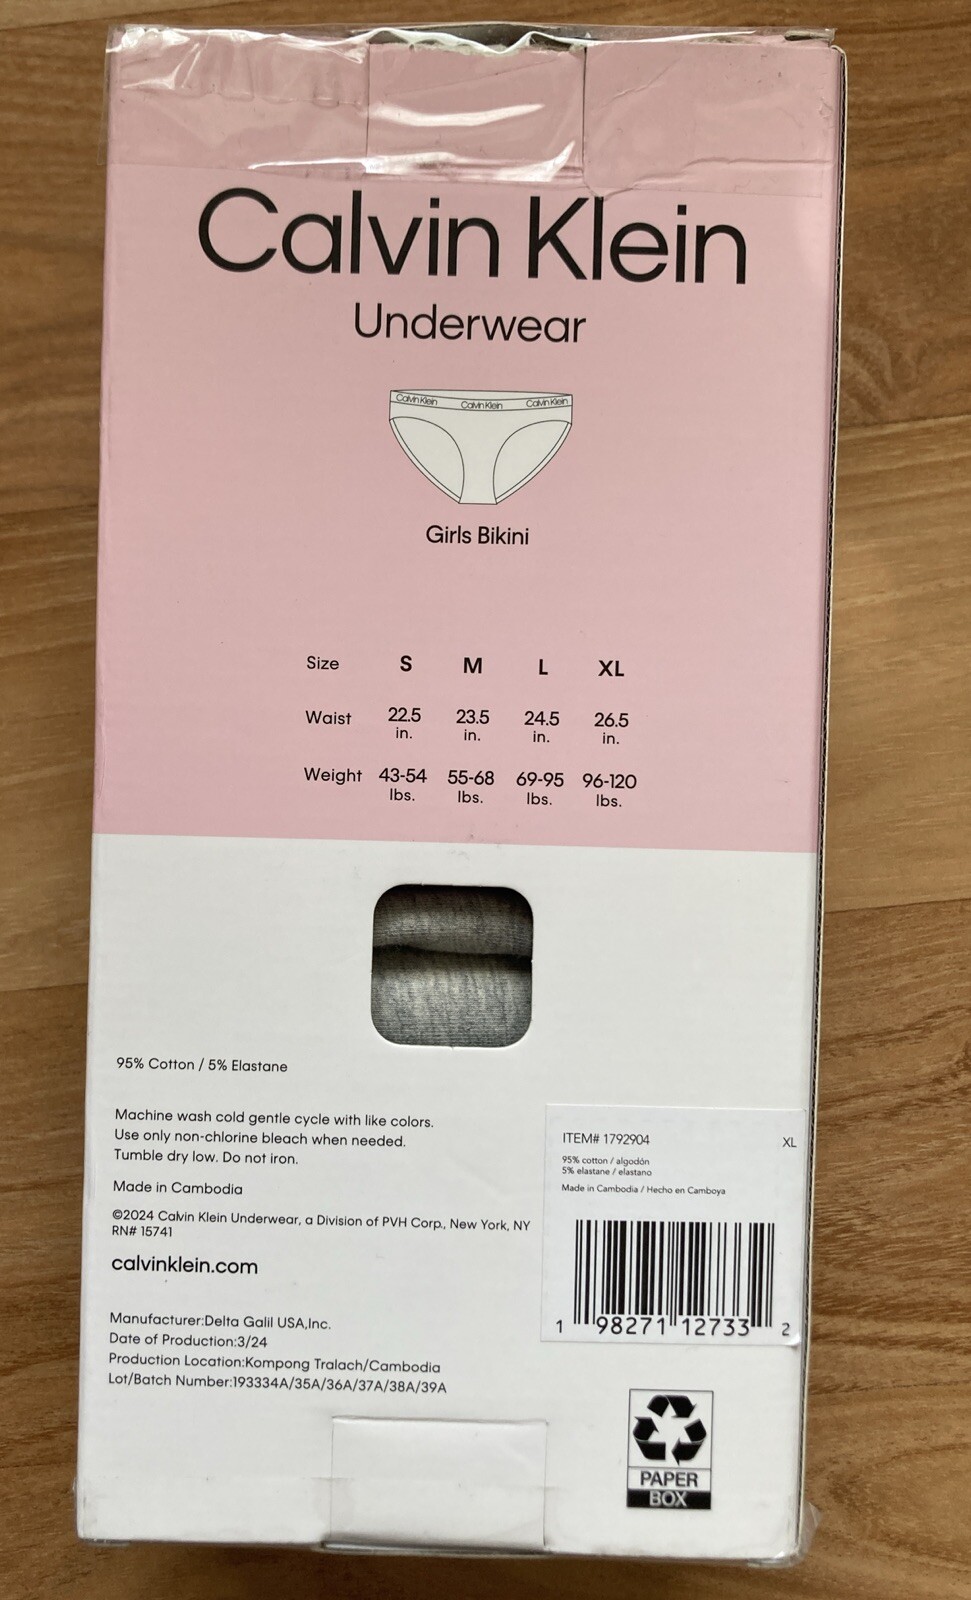 Calvin Klein
Underwear
Calvin Klein Calvin Klein Calvin Klein
Girls Bikini
Size S M L XL
Waist 22.5 in. 23.5 in. 24.5 in. 26.5 in.
Weight 43-54 lbs. 55-68 lbs. 69-95 lbs. 96-120 lbs.
95% Cotton / 5% Elastane
Machine wash cold gentle cycle with like colors.
Use only non-chlorine bleach when needed.
Tumble dry low. Do not iron.
Made in Cambodia
©2024 Calvin Klein Underwear, a Division of PVH Corp., New York, NY
RN# 15741
calvinklein.com
Manufacturer:Delta Galil USA,Inc.
Date of Production:3/24
Production Location:Kompong Tralach/Cambodia
Lot/Batch Number:193334A/35A/36A/37A/38A/39A
ITEM# 1792904 XL
95% cotton / algodón
5% elastane / elastano
Made in Cambodia / Hecho en Camboya
1 98271 12733 2
PAPER
BOX